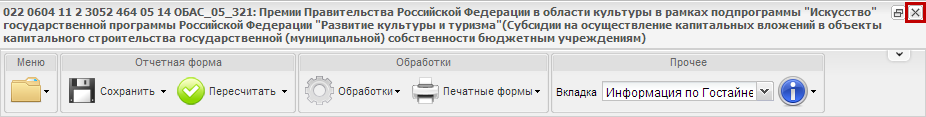 022 0604 11 2 3052 464 05 14 ОБАС_05_321: Премии Правительства Российской Федерации в области культуры в рамках подпрограммы "Искусство"
государственной программы Российской Федерации "Развитие культуры и туризма"(Субсидии на осуществление капитальных вложений в объекты
капитального строительства государственной (муниципальной) собственности бюджетным учреждениям)
Меню Отчетная форма Обработки Прочее
Сохранить Пересчитать Обработки Печатные формы Вкладка Информация по Гостайне